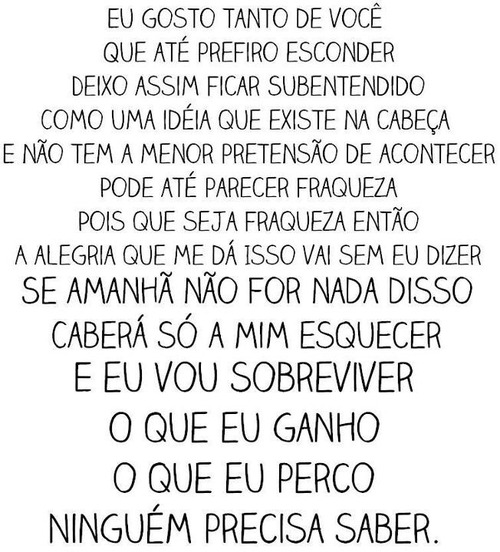 EU GOSTO TANTO DE VOCÊ
QUE ATÉ PREFIRO ESCONDER
DEIXO ASSIM FICAR SUBENTENDIDO
COMO UMA IDÉIA QUE EXISTE NA CABEÇA
E NÃO TEM A MENOR PRETENSÃO DE ACONTECER
PODE ATÉ PARECER FRAQUEZA
POIS QUE SEJA FRAQUEZA ENTÃO
A ALEGRIA QUE ME DÁ ISSO VAI SEM EU DIZER
SE AMANHÃ NÃO FOR NADA DISSO
CABERÁ SÓ A MIM ESQUECER
E EU VOU SOBREVIVER
O QUE EU GANHO
O QUE EU PERCO
NINGUÉM PRECISA SABER.